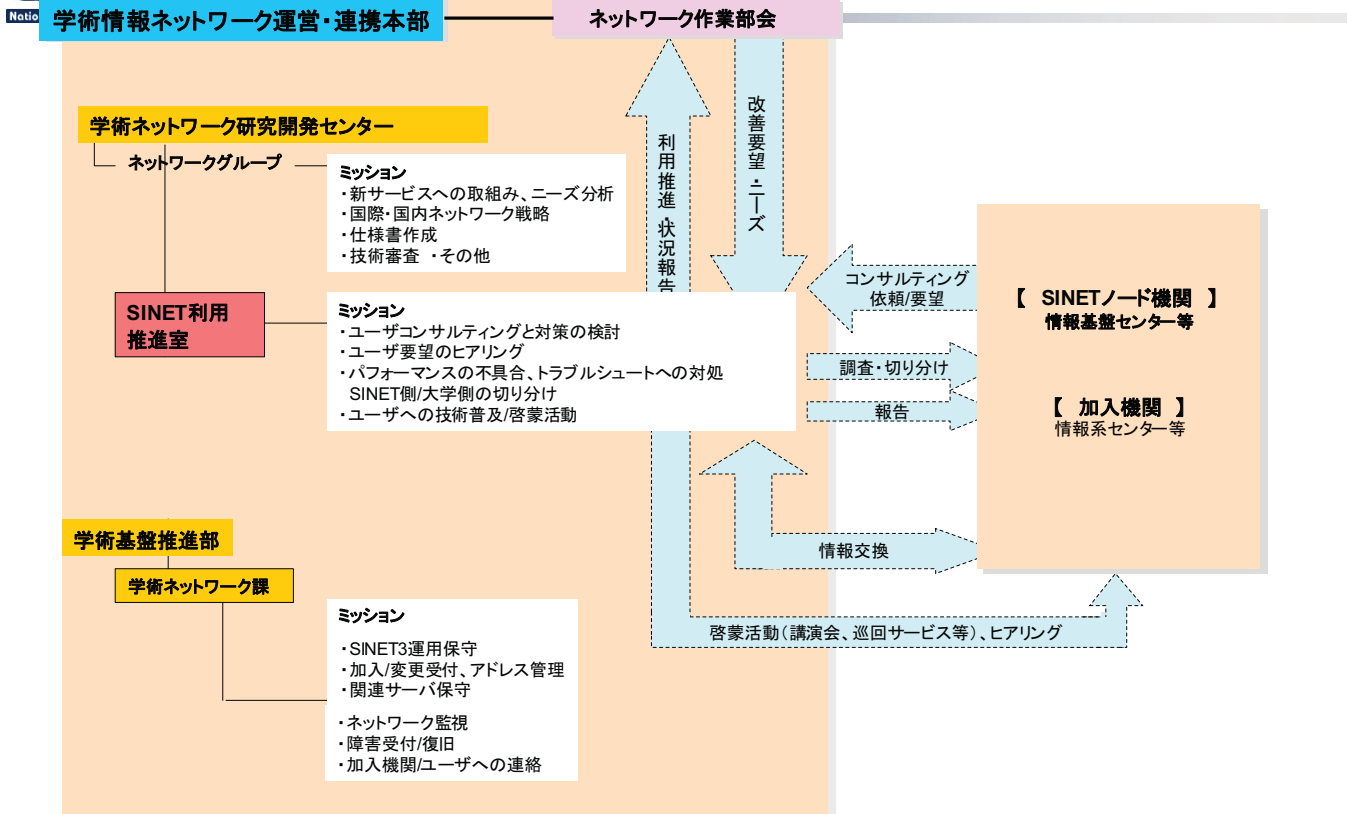 Natio
学術情報ネットワーク運営・連携本部
ネットワーク作業部会
学術ネットワーク研究開発センター
ネットワークグループ
ミッション
・新サービスへの取組み、ニーズ分析
・国際・国内ネットワーク戦略
・仕様書作成
・技術審査 ・その他
利用推進・状況報告
改善要望・ニーズ
SINET利用
推進室
ミッション
・ユーザコンサルティングと対策の検討
・ユーザ要望のヒアリング
・パフォーマンスの不具合、トラブルシュートへの対処
SINET側/大学側の切り分け
・ユーザへの技術普及/啓蒙活動
コンサルティング
依頼/要望
調査・切り分け
報告
【 SINETノード機関 】
情報基盤センター等
【 加入機関 】
情報系センター等
情報交換
啓蒙活動(講演会、巡回サービス等)、ヒアリング
学術基盤推進部
学術ネットワーク課
ミッション
・SINET3運用保守
・加入/変更受付、アドレス管理
・関連サーバ保守
・ネットワーク監視
・障害受付/復旧
・加入機関/ユーザへの連絡